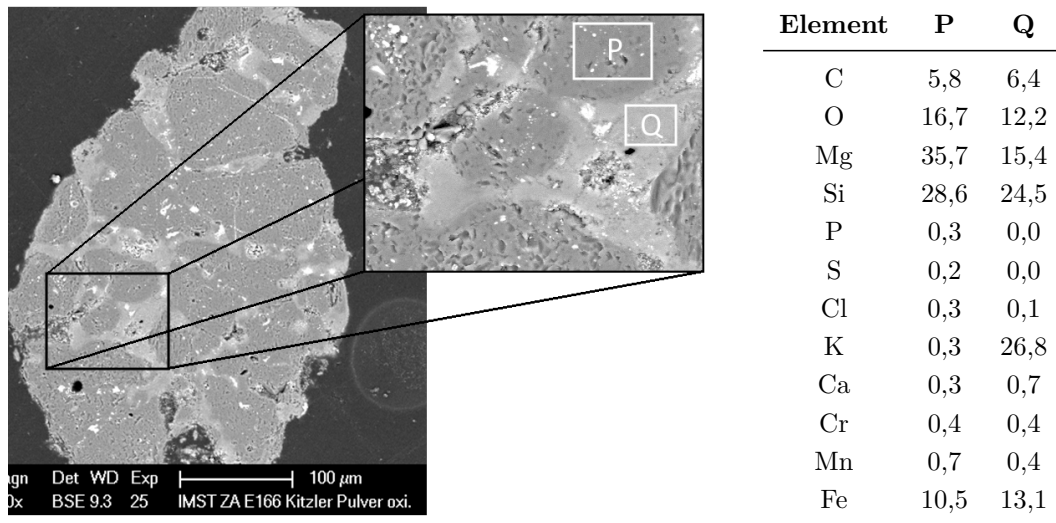 P
Q
agn Det WD Exp 100 µm
0x BSE 9.3 25 IMST ZA E166 Kitzler Pulver oxi.
Element P Q
C 5,8 6,4
O 16,7 12,2
Mg 35,7 15,4
Si 28,6 24,5
P 0,3 0,0
S 0,2 0,0
Cl 0,3 0,1
K 0,3 26,8
Ca 0,3 0,7
Cr 0,4 0,4
Mn 0,7 0,4
Fe 10,5 13,1